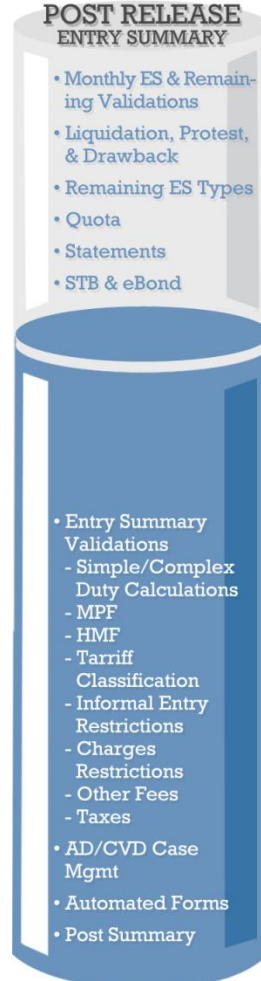 POST RELEASE
ENTRY SUMMARY
• Monthly ES & Remain-
ing Validations
• Liquidation, Protest,
& Drawback
• Remaining ES Types
• Quota
• Statements
• STB & eBond
• Entry Summary
Validations
- Simple/Complex
Duty Calculations
- MPF
- HMF
- Tarriff
Classification
- Informal Entry
Restrictions
- Charges
Restrictions
- Other Fees
- Taxes
• AD/CVD Case
Mgmt
• Automated Forms
• Post Summary